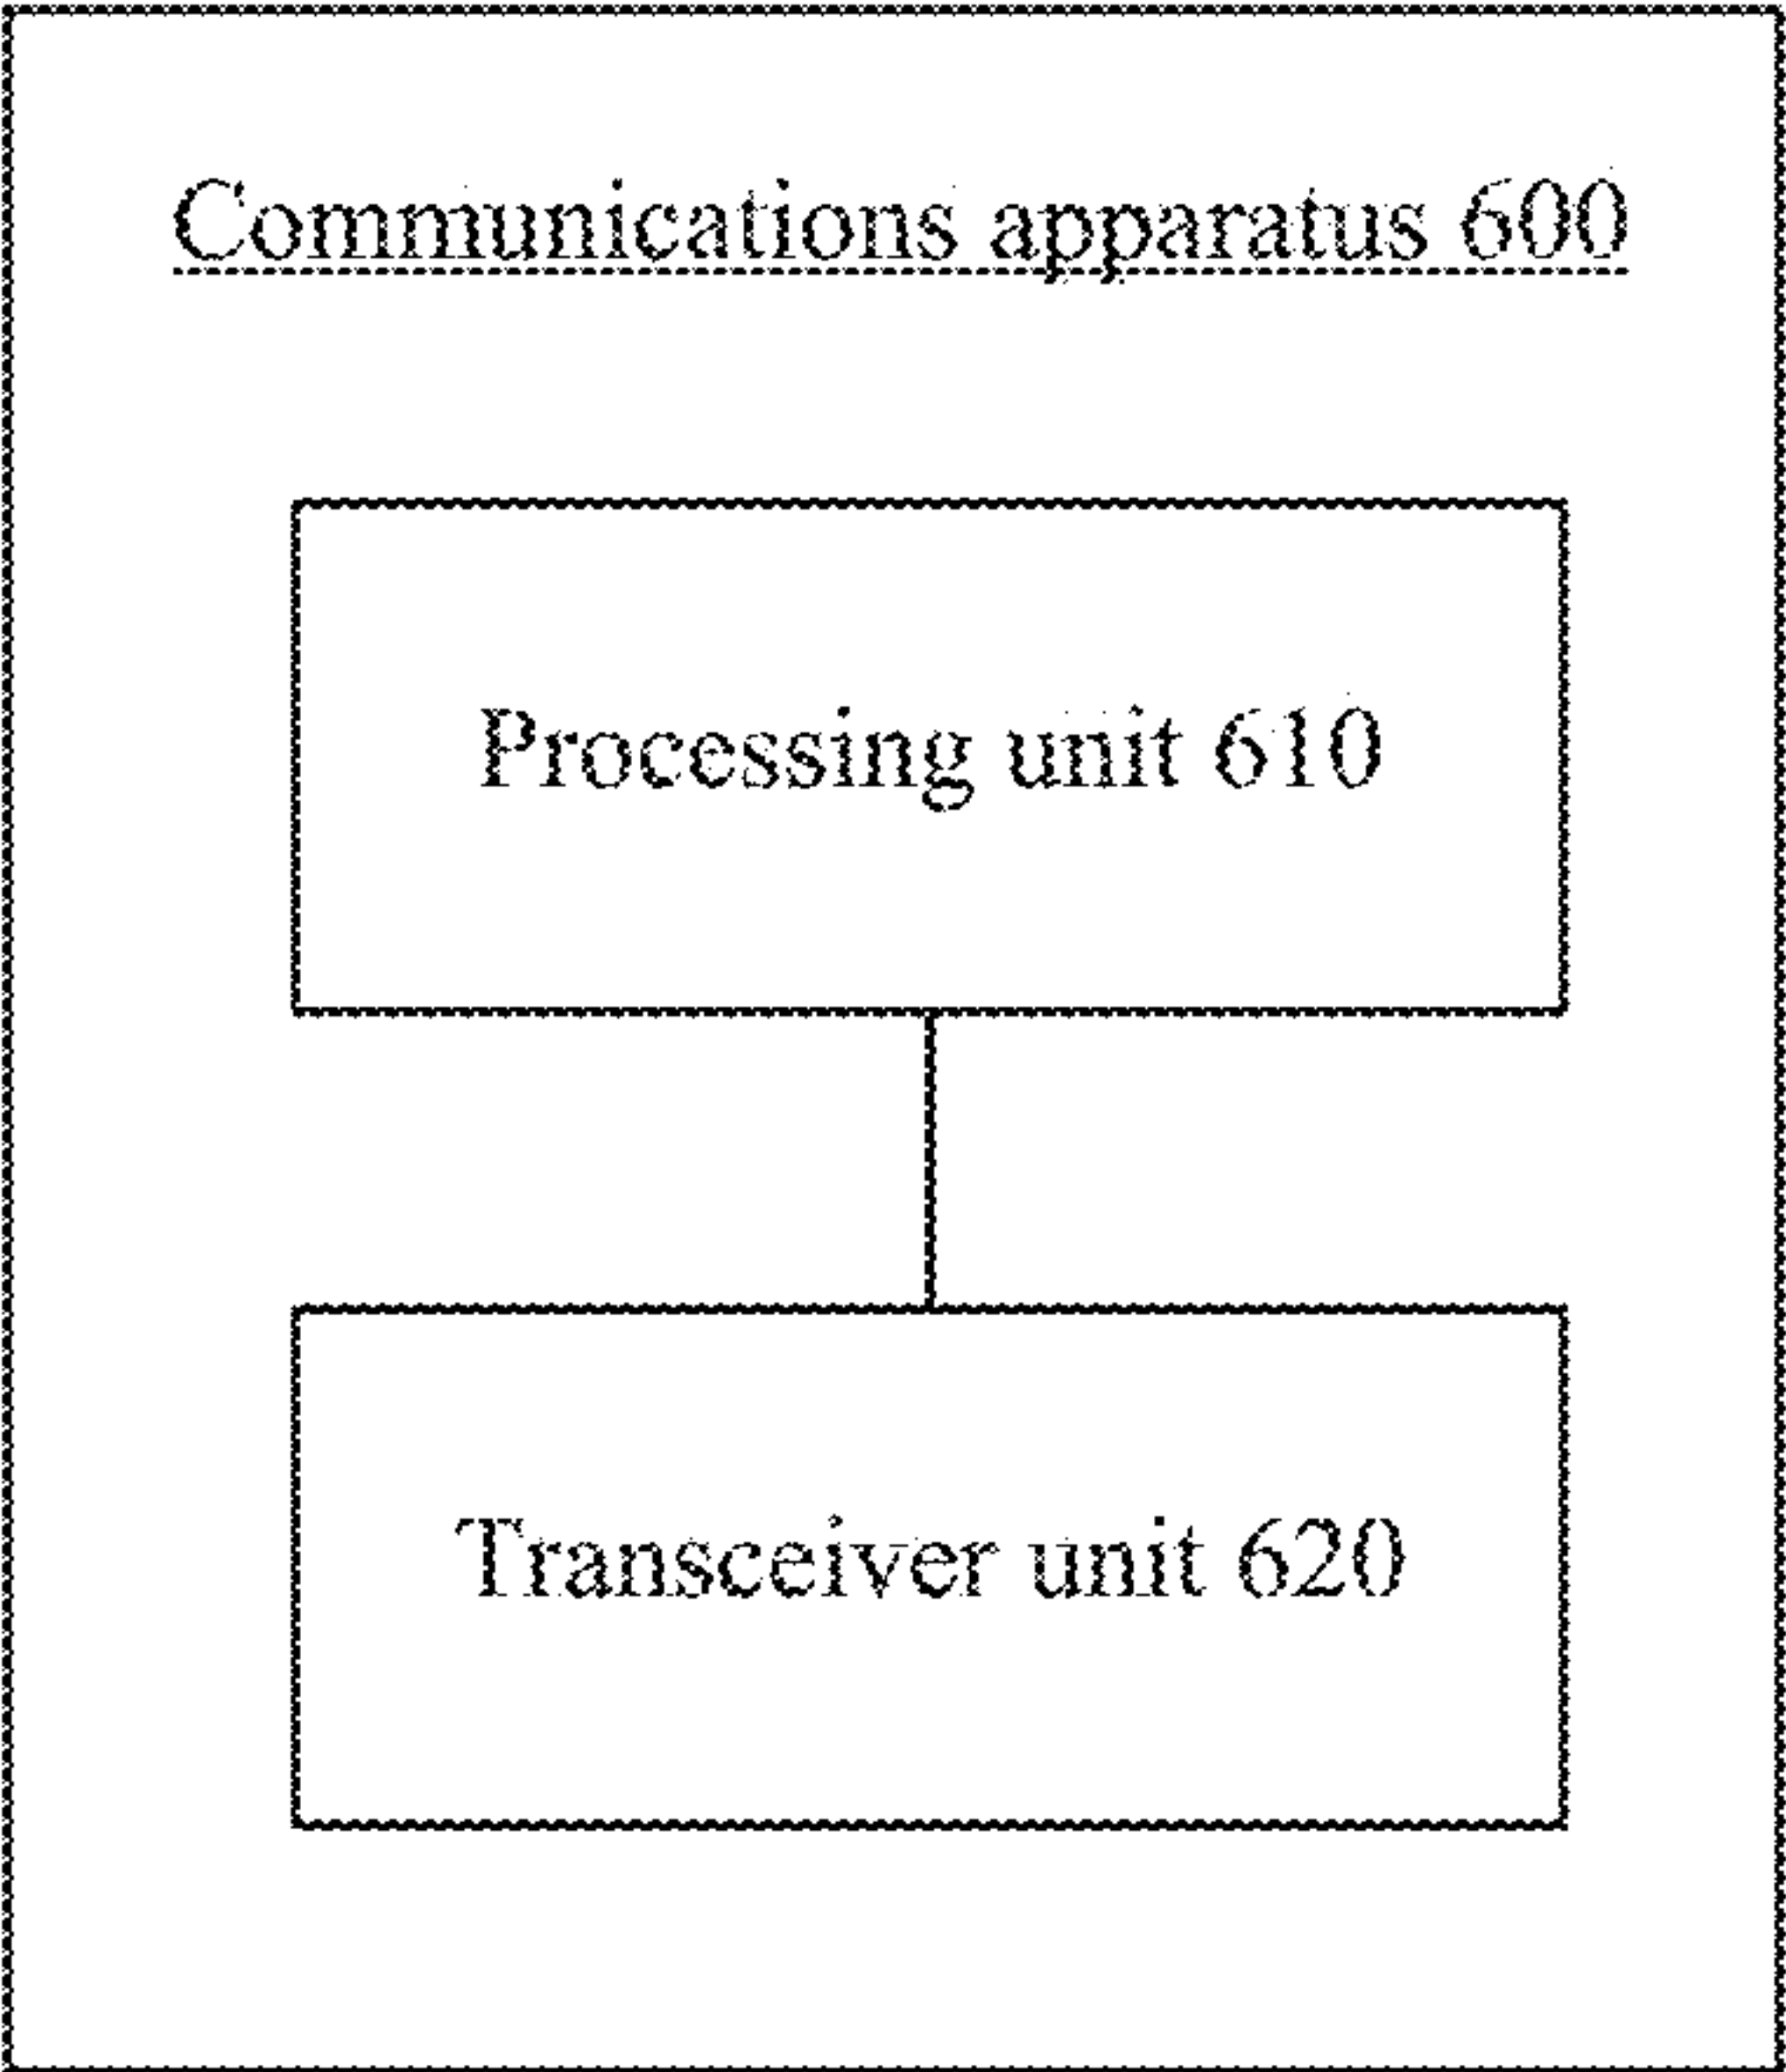 Communications apparatus 600
Processing unit 610
Transceiver unit 620